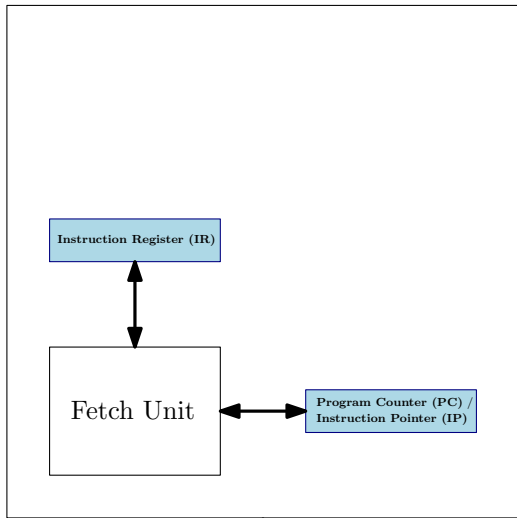 Instruction Register (IR)
Fetch Unit
Program Counter (PC) /
Instruction Pointer (IP)